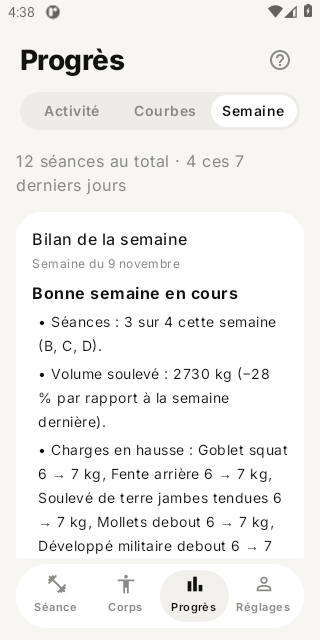 4:38
Progrès
Activité
Courbes
Semaine
12 séances au total · 4 ces 7
derniers jours
Bilan de la semaine
Semaine du 9 novembre
Bonne semaine en cours
• Séances : 3 sur 4 cette semaine
(B, C, D).
• Volume soulevé : 2730 kg (−28
% par rapport à la semaine
dernière).
• Charges en hausse : Goblet squat
6 → 7 kg, Fente arrière 6 → 7 kg,
Soulevé de terre jambes tendues 6
→ 7 kg, Mollets debout 6 → 7 kg,
Développé militaire debout 6 → 7
Séance
Corps
Progrès
Réglages